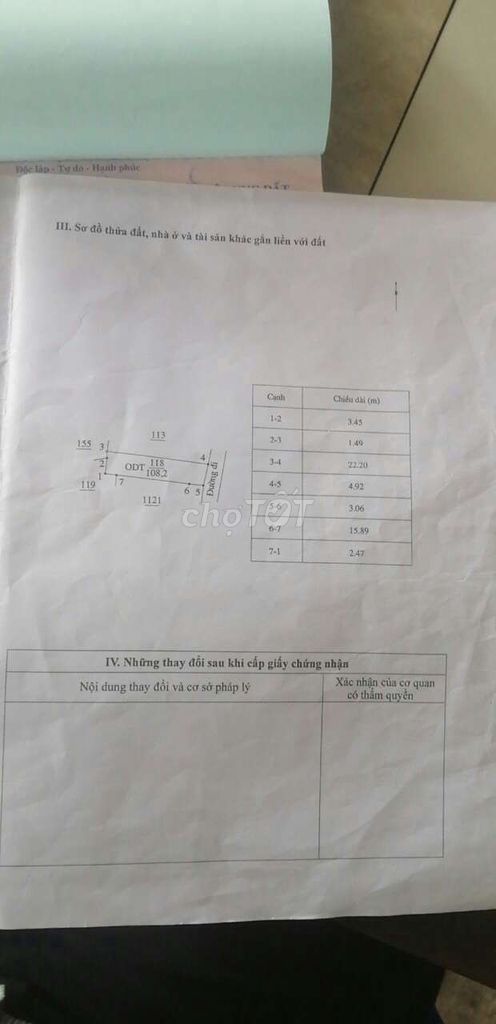 Độc lập - Tự do - Hạnh phúc
III. Sơ đồ thửa đất, nhà ở và tài sản khác gắn liền với đất
Cạnh Chiều dài (m)
1-2 3.45
2-3 1.49
3-4 22.20
4-5 4.92
5-6 3.06
6-7 15.89
7-1 2.47
113
155 3
4
2
ODT 118
108.2
1
7
119
6 5
Đường đi
1121
chợTỐT
IV. Những thay đổi sau khi cấp giấy chứng nhận
Nội dung thay đổi và cơ sở pháp lý
Xác nhận của cơ quan
có thẩm quyền